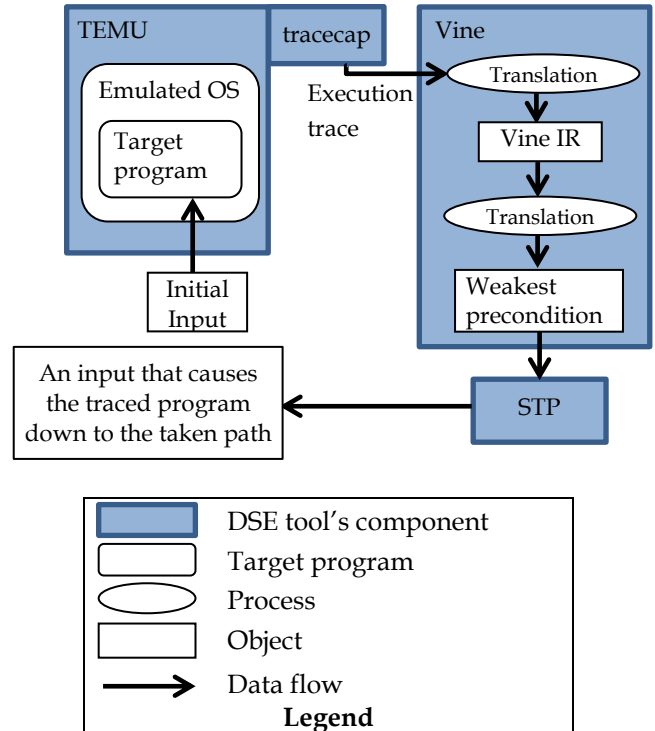 TEMU
tracecap
Vine
Emulated OS
Target
program
Execution
trace
Translation
Vine IR
Translation
Weakest
precondition
Initial
Input
An input that causes
the traced program
down to the taken path
STP
DSE tool's component
Target program
Process
Object
Data flow
Legend